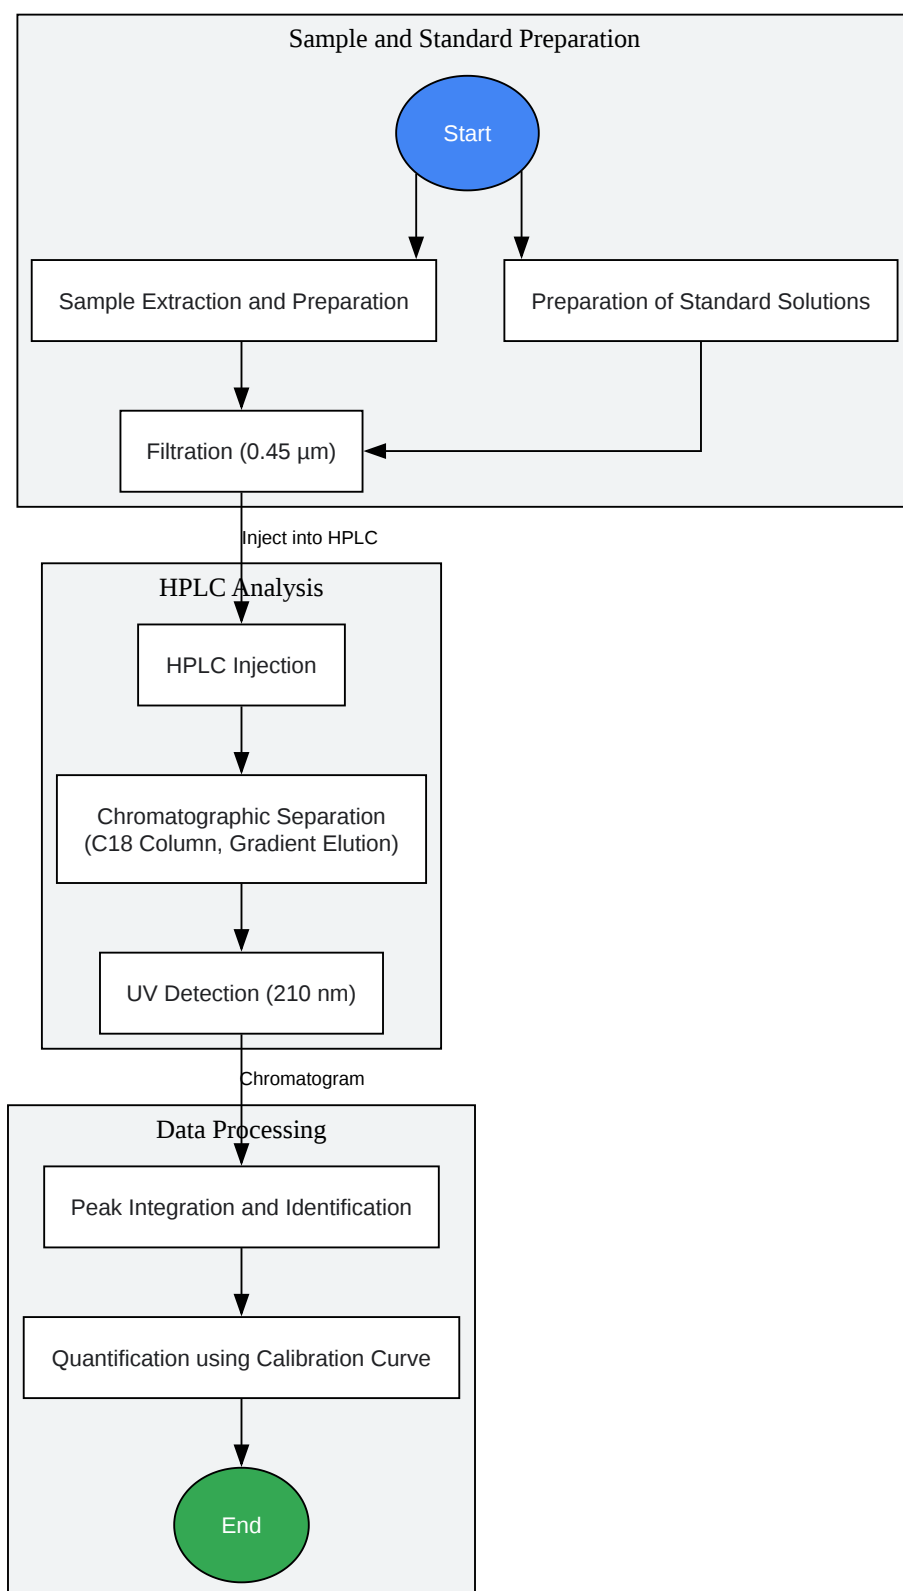 Sample and Standard Preparation
Start
Sample Extraction and Preparation
Preparation of Standard Solutions
Filtration (0.45 µm)
Inject into HPLC
HPLC Analysis
HPLC Injection
Chromatographic Separation
(C18 Column, Gradient Elution)
UV Detection (210 nm)
Chromatogram
Data Processing
Peak Integration and Identification
Quantification using Calibration Curve
End